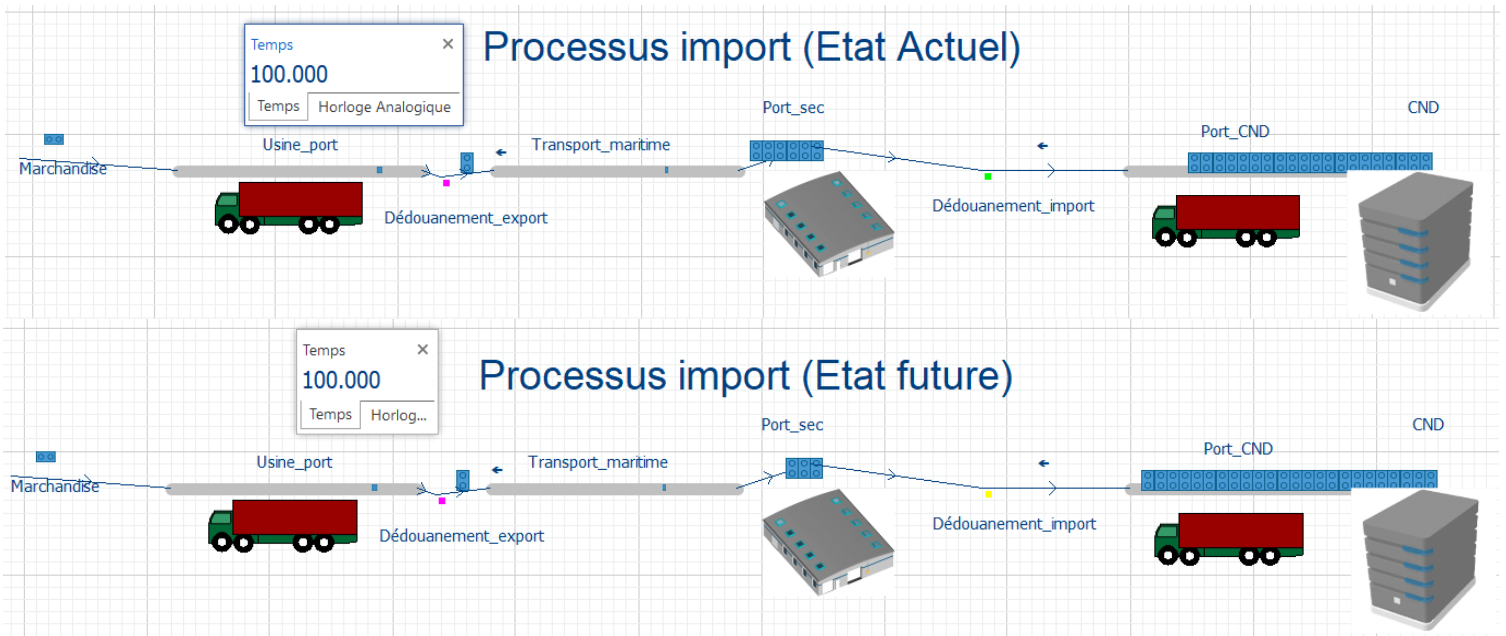 Processus import (Etat Actuel)
Temps ×
100.000
Temps Horloge Analogique
Port_sec
CND
Port_CND
Usine_port
Transport_maritime
Marchandise
Dédouanement_export
Dédouanement_import
Processus import (Etat future)
Temps ×
100.000
Temps Horlog...
Port_sec
CND
Port_CND
Usine_port
Transport_maritime
Marchandise
Dédouanement_export
Dédouanement_import